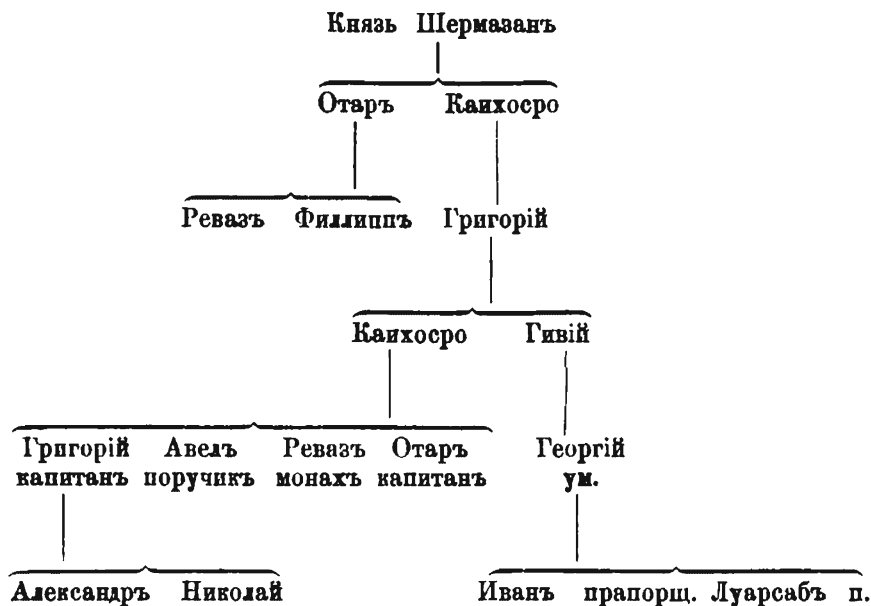 Князь Шермазанъ
Отаръ Каихосро
Ревазъ Филлиппъ Григорій
Каихосро Гивій
Григорій Авелъ Ревазъ Отаръ Георгій
капитанъ поручикъ монахъ капитанъ ум.
Александръ Николай Иванъ прапорщ. Луарсабъ п.